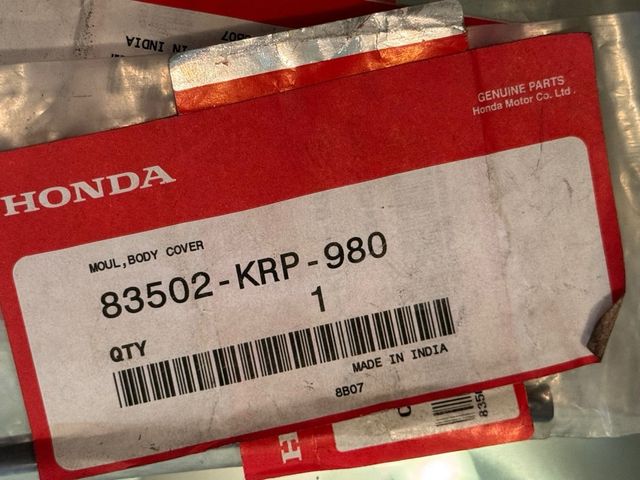 IN INDIA
GENUINE PARTS
Honda Motor Co. Ltd.
HONDA
MOUL,BODY COVER
83502-KRP-980
1
QTY
MADE IN INDIA
8B07